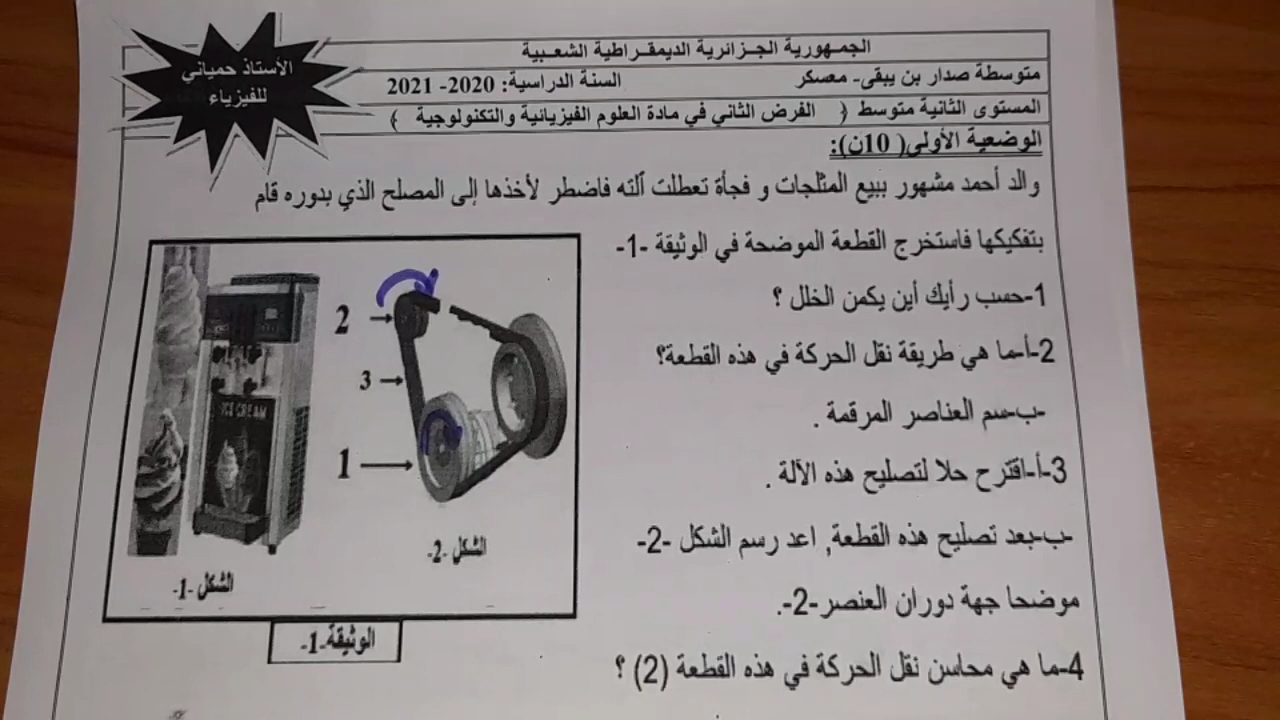 الأستاذ حمياني
للفيزياء
الجمهورية الجزائرية الديمقراطية الشعبية
متوسطة صدار بن يبقى- معسكر السنة الدراسية: 2020- 2021
المستوى الثانية متوسط ( الفرض الثاني في مادة العلوم الفيزيائية والتكنولوجية )
الوضعية الأولى( 10ن):
والد أحمد مشهور ببيع المثلجات و فجأة تعطلت آلته فاضطر لأخذها إلى المصلح الذي بدوره قام
بتفكيكها فاستخرج القطعة الموضحة في الوثيقة -1-
1-حسب رأيك أين يكمن الخلل ؟
2-أ-ما هي طريقة نقل الحركة في هذه القطعة؟
-ب-سم العناصر المرقمة .
3-أ-اقترح حلا لتصليح هذه الآلة .
-ب-بعد تصليح هذه القطعة, اعد رسم الشكل -2-
موضحا جهة دوران العنصر-2-.
4-ما هي محاسن نقل الحركة في هذه القطعة (2) ؟
2
3
1
ICE CREAM
الشكل -2-
الشكل -1-
الوثيقة-1-